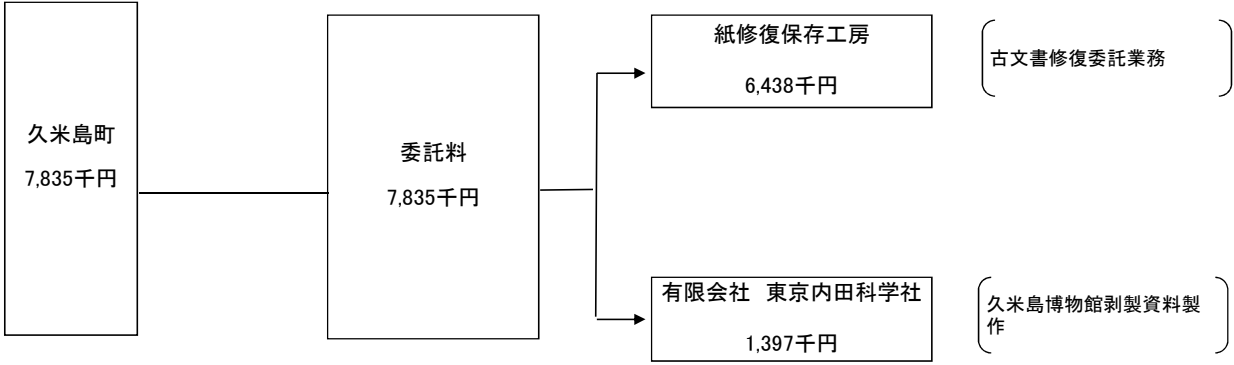 久米島町
7,835千円
委託料
7,835千円
紙修復保存工房
6,438千円
古文書修復委託業務
有限会社　東京内田科学社
1,397千円
久米島博物館剥製資料製
作